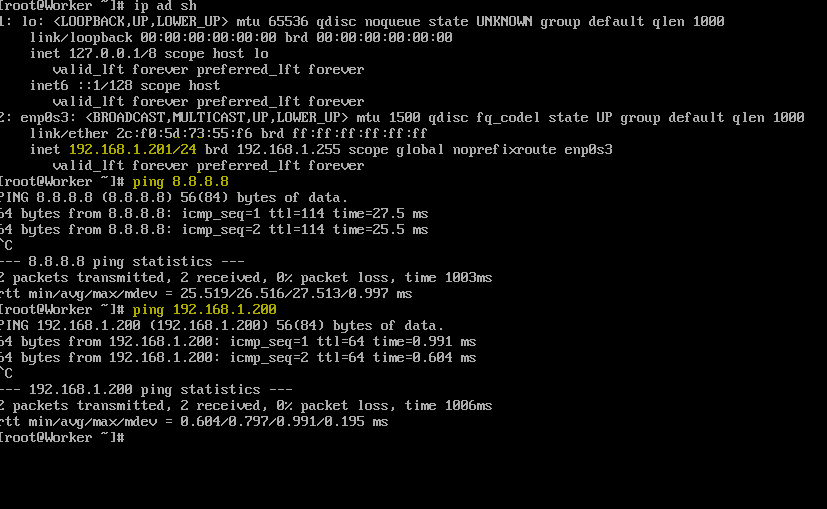 [root@Worker ~]# ip ad sh
1: lo: <LOOPBACK,UP,LOWER_UP> mtu 65536 qdisc noqueue state UNKNOWN group default qlen 1000
link/loopback 00:00:00:00:00:00 brd 00:00:00:00:00:00
inet 127.0.0.1/8 scope host lo
valid_lft forever preferred_lft forever
inet6 ::1/128 scope host
valid_lft forever preferred_lft forever
2: enp0s3: <BROADCAST,MULTICAST,UP,LOWER_UP> mtu 1500 qdisc fq_codel state UP group default qlen 1000
link/ether 2c:f0:5d:73:55:f6 brd ff:ff:ff:ff:ff:ff
inet 192.168.1.201/24 brd 192.168.1.255 scope global noprefixroute enp0s3
valid_lft forever preferred_lft forever
[root@Worker ~]# ping 8.8.8.8
PING 8.8.8.8 (8.8.8.8) 56(84) bytes of data.
64 bytes from 8.8.8.8: icmp_seq=1 ttl=114 time=27.5 ms
64 bytes from 8.8.8.8: icmp_seq=2 ttl=114 time=25.5 ms
^C
--- 8.8.8.8 ping statistics ---
2 packets transmitted, 2 received, 0% packet loss, time 1003ms
rtt min/avg/max/mdev = 25.519/26.516/27.513/0.997 ms
[root@Worker ~]# ping 192.168.1.200
PING 192.168.1.200 (192.168.1.200) 56(84) bytes of data.
64 bytes from 192.168.1.200: icmp_seq=1 ttl=64 time=0.991 ms
64 bytes from 192.168.1.200: icmp_seq=2 ttl=64 time=0.604 ms
^C
--- 192.168.1.200 ping statistics ---
2 packets transmitted, 2 received, 0% packet loss, time 1006ms
rtt min/avg/max/mdev = 0.604/0.797/0.991/0.195 ms
[root@Worker ~]#